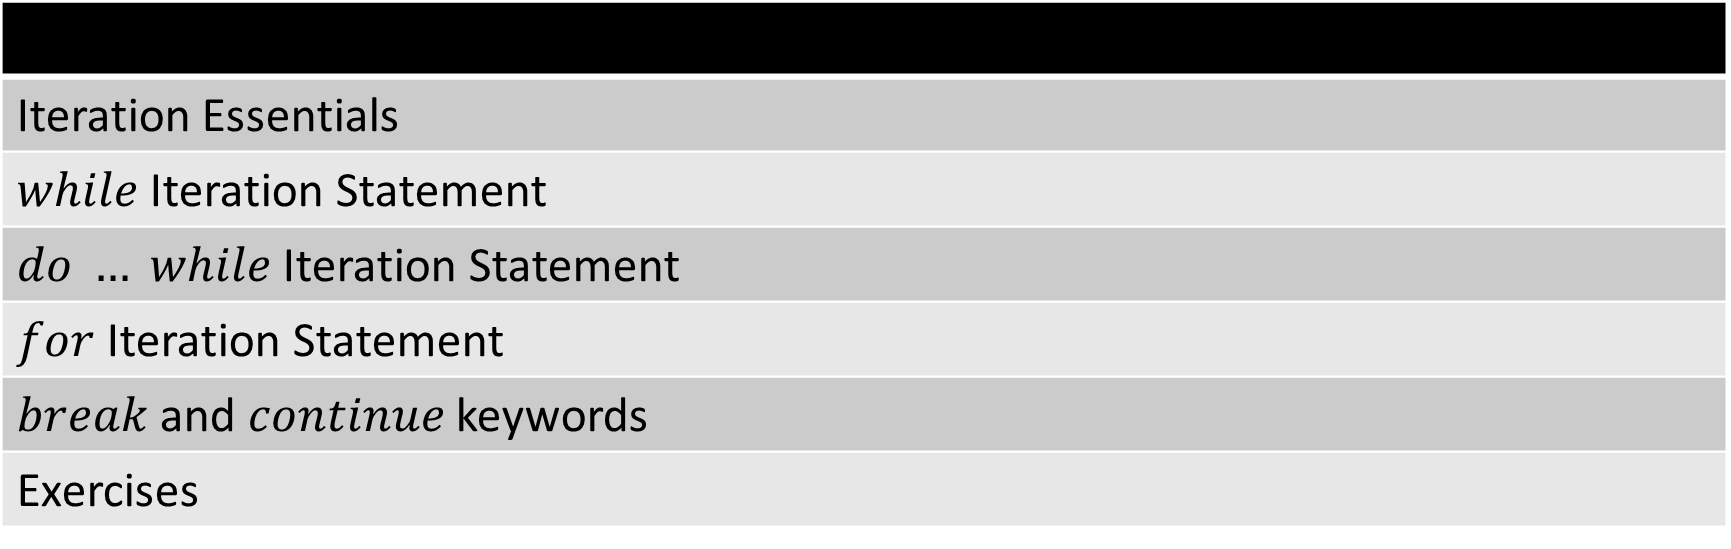 Iteration Essentials
while Iteration Statement
do ... while Iteration Statement
for Iteration Statement
break and continue keywords
Exercises